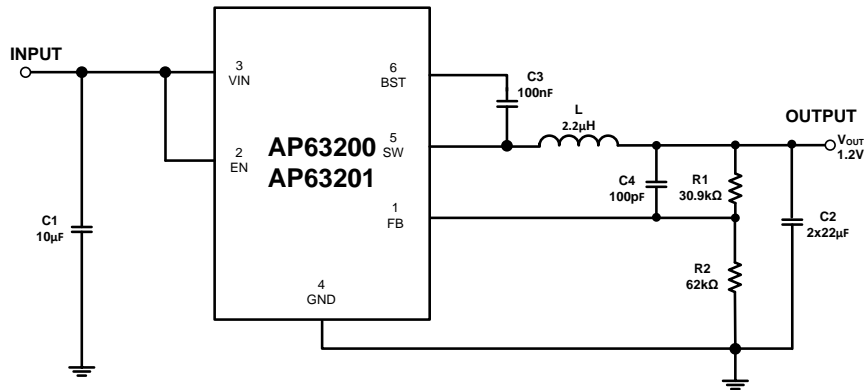 INPUT
3
VIN
2
EN
AP63200
AP63201
6
BST
5
SW
1
FB
4
GND
C1
10µF
C3
100nF
L
2.2µH
C4
100pF
R1
30.9kΩ
R2
62kΩ
C2
2x22µF
OUTPUT
VOUT
1.2V